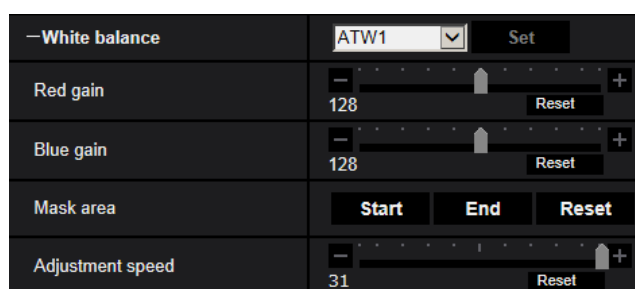 −White balance ATW1 Set
Red gain − +
128 Reset
Blue gain − +
128 Reset
Mask area Start End Reset
Adjustment speed − +
31 Reset